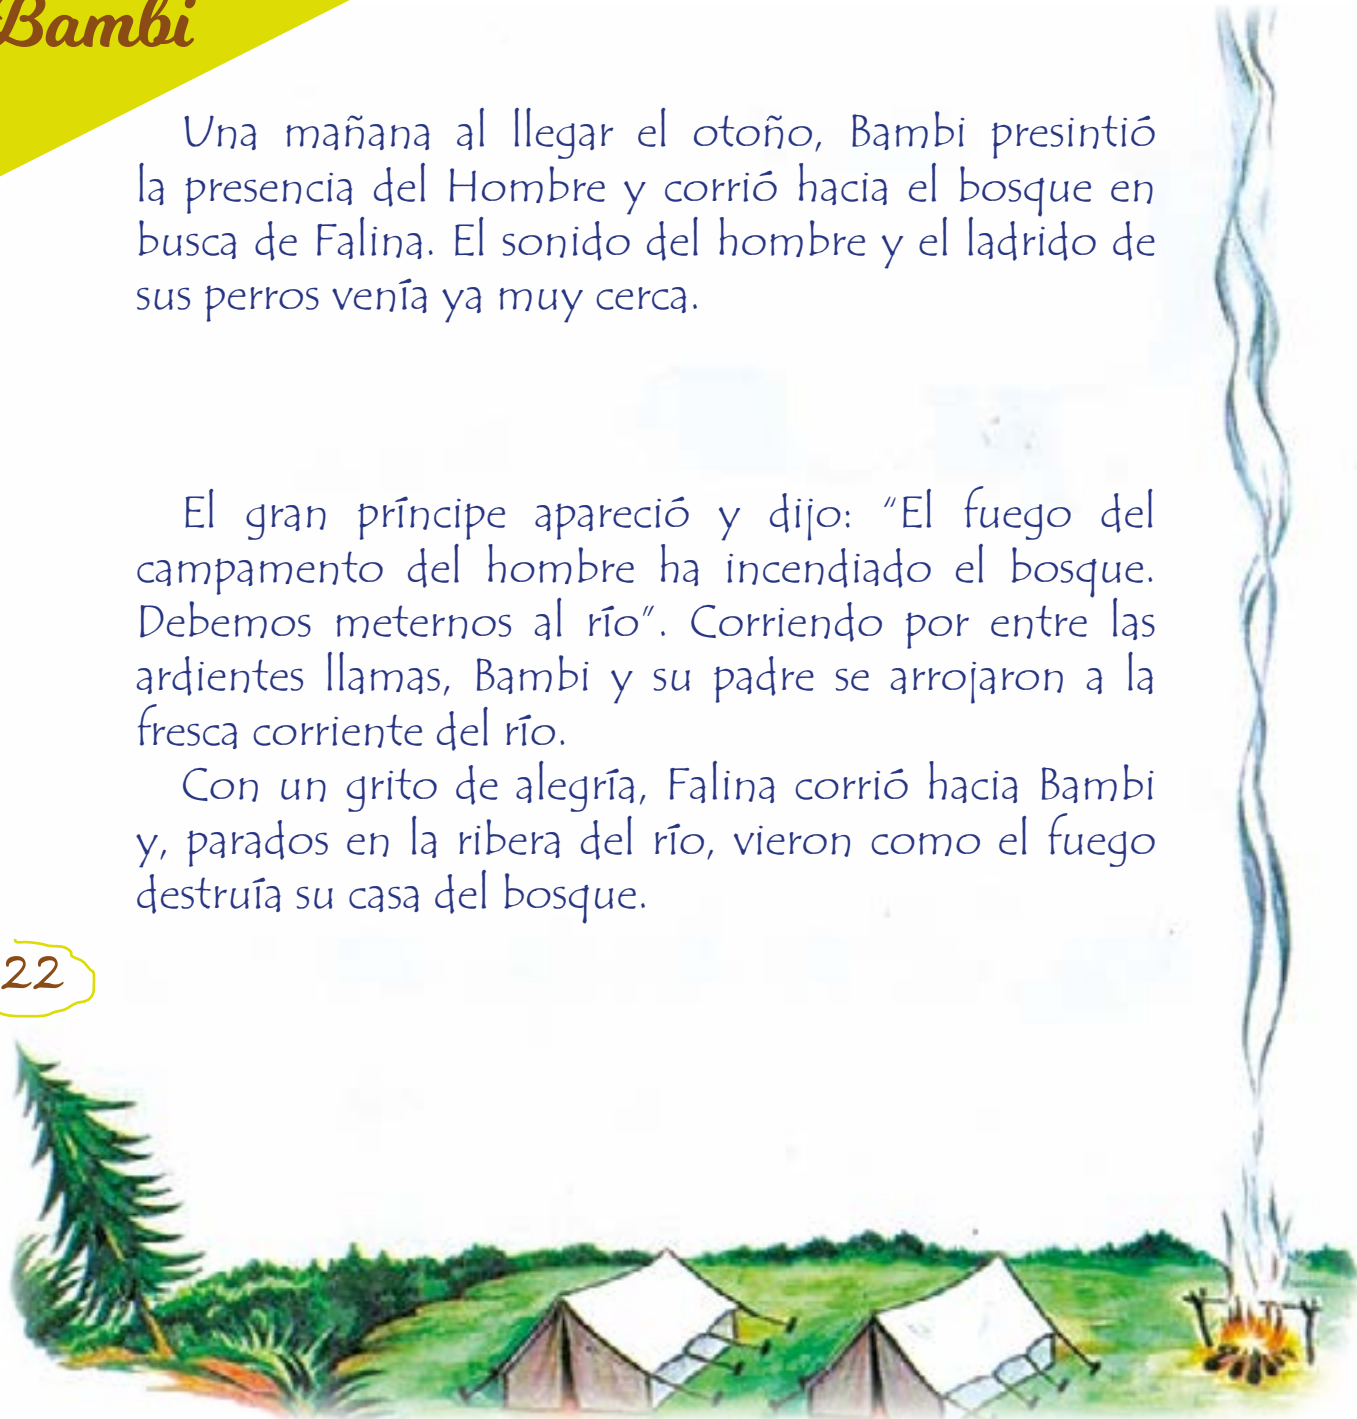 Bambi
Una mañana al llegar el otoño, Bambi presintió
la presencia del Hombre y corrió hacia el bosque en
busca de Falina. El sonido del hombre y el ladrido de
sus perros venía ya muy cerca.
El gran príncipe apareció y dijo: “El fuego del
campamento del hombre ha incendiado el bosque.
Debemos meternos al río”. Corriendo por entre las
ardientes llamas, Bambi y su padre se arrojaron a la
fresca corriente del río.
Con un grito de alegría, Falina corrió hacia Bambi
y, parados en la ribera del río, vieron como el fuego
destruía su casa del bosque.
22